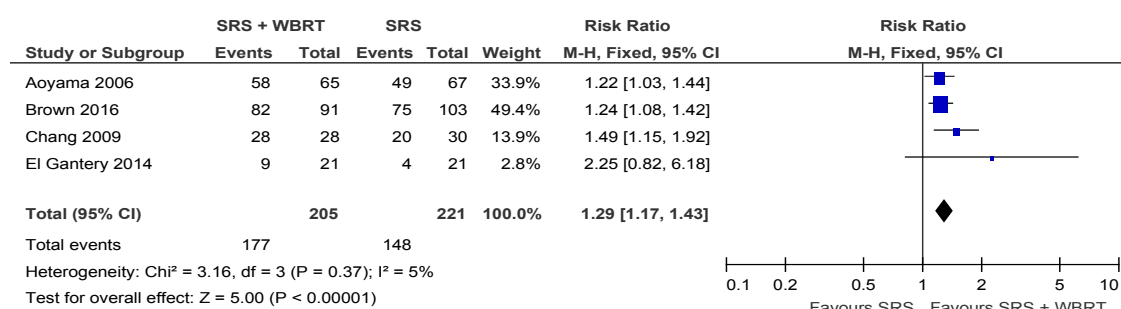 SRS + WBRT SRS Risk Ratio Risk Ratio
Study or Subgroup Events Total Events Total Weight M-H, Fixed, 95% CI M-H, Fixed, 95% CI
Aoyama 2006 58 65 49 67 33.9% 1.22 [1.03, 1.44]
Brown 2016 82 91 75 103 49.4% 1.24 [1.08, 1.42]
Chang 2009 28 28 20 30 13.9% 1.49 [1.15, 1.92]
El Gantery 2014 9 21 4 21 2.8% 2.25 [0.82, 6.18]
Total (95% CI) 205 221 100.0% 1.29 [1.17, 1.43]
Total events 177 148
Heterogeneity: Chi² = 3.16, df = 3 (P = 0.37); I² = 5%
Test for overall effect: Z = 5.00 (P < 0.00001)
0.1 0.2 0.5 1 2 5 10
Favours SRS Favours SRS + WBRT